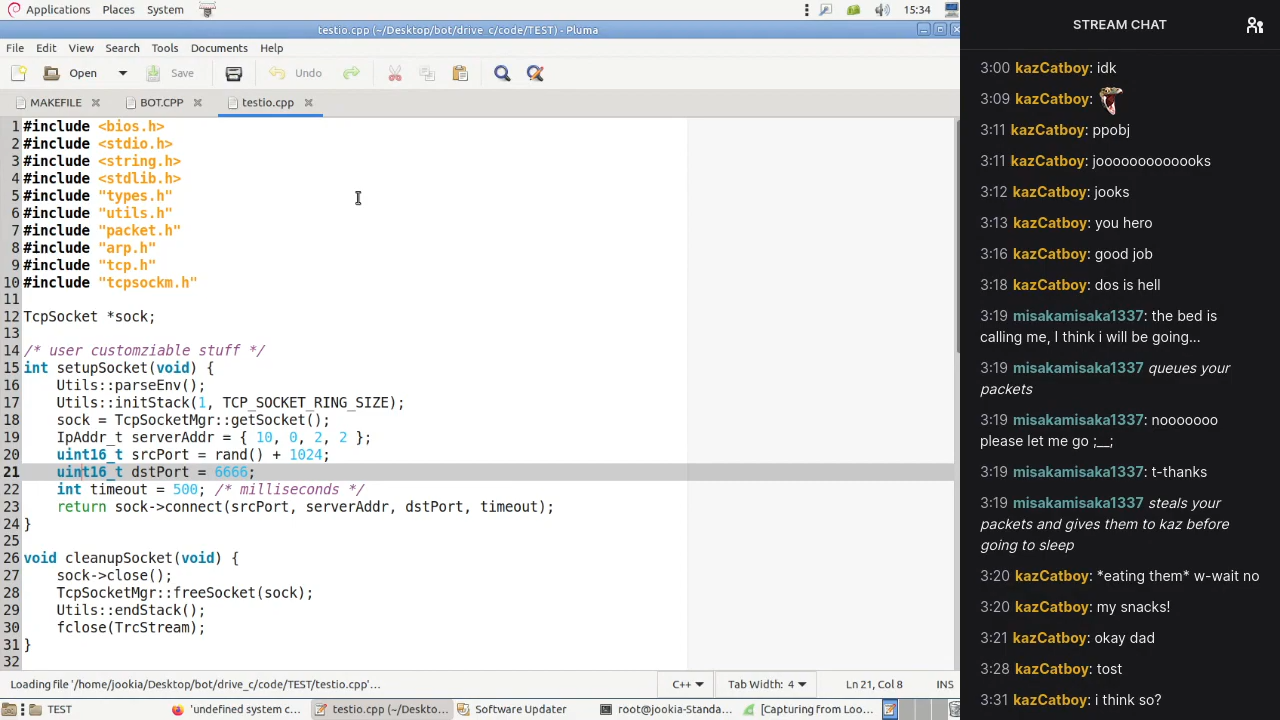 Applications Places System 15:34
testio.cpp (~/Desktop/bot/drive_c/code/TEST) - Pluma
File Edit View Search Tools Documents Help
Open Save Undo
MAKEFILE BOT.CPP testio.cpp
1 #include <bios.h>
2 #include <stdio.h>
3 #include <string.h>
4 #include <stdlib.h>
5 #include "types.h"
6 #include "utils.h"
7 #include "packet.h"
8 #include "arp.h"
9 #include "tcp.h"
10 #include "tcpsockm.h"
11
12 TcpSocket *sock;
13
14 /* user customziable stuff */
15 int setupSocket(void) {
16     Utils::parseEnv();
17     Utils::initStack(1, TCP_SOCKET_RING_SIZE);
18     sock = TcpSocketMgr::getSocket();
19     IpAddr_t serverAddr = { 10, 0, 2, 2 };
20     uint16_t srcPort = rand() + 1024;
21     uint16_t dstPort = 6666;
22     int timeout = 500; /* milliseconds */
23     return sock->connect(srcPort, serverAddr, dstPort, timeout);
24 }
25
26 void cleanupSocket(void) {
27     sock->close();
28     TcpSocketMgr::freeSocket(sock);
29     Utils::endStack();
30     fclose(TrcStream);
31 }
32
Loading file '/home/jookia/Desktop/bot/drive_c/code/TEST/testio.cpp'… C++ Tab Width: 4 Ln 21, Col 8 INS
TEST 'undefined system c... testio.cpp (~/Deskto... Software Updater root@jookia-Standa... [Capturing from Loo...
STREAM CHAT
3:00 kazCatboy: idk
3:09 kazCatboy:
3:11 kazCatboy: ppobj
3:11 kazCatboy: joooooooooooks
3:12 kazCatboy: jooks
3:13 kazCatboy: you hero
3:16 kazCatboy: good job
3:18 kazCatboy: dos is hell
3:19 misakamisaka1337: the bed is
calling me, I think i will be going...
3:19 misakamisaka1337 queues your
packets
3:19 misakamisaka1337: nooooooo
please let me go ;__;
3:19 misakamisaka1337: t-thanks
3:19 misakamisaka1337 steals your
packets and gives them to kaz before
going to sleep
3:20 kazCatboy: *eating them* w-wait no
3:20 kazCatboy: my snacks!
3:21 kazCatboy: okay dad
3:28 kazCatboy: tost
3:31 kazCatboy: i think so?